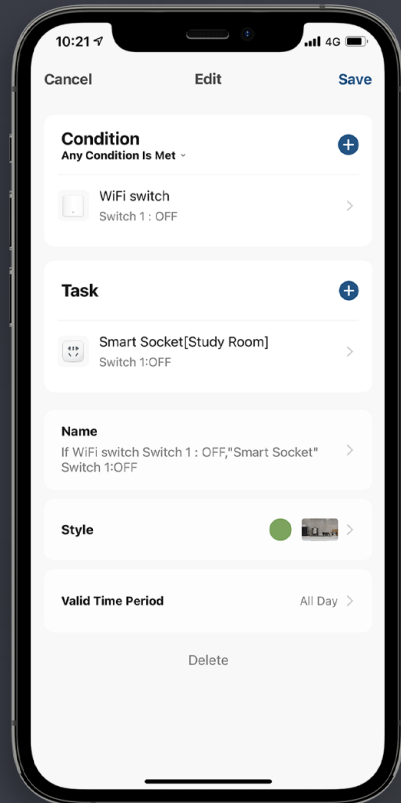 10:21 4G
Cancel Edit Save
Condition
Any Condition Is Met
WiFi switch
Switch 1 : OFF
Task
Smart Socket[Study Room]
Switch 1:OFF
Name
If WiFi switch Switch 1 : OFF,"Smart Socket"
Switch 1:OFF
Style
Valid Time Period All Day
Delete